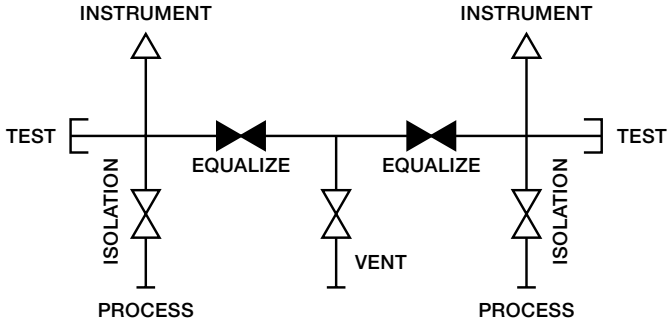 INSTRUMENT
INSTRUMENT
TEST
TEST
EQUALIZE
EQUALIZE
ISOLATION
ISOLATION
VENT
PROCESS
PROCESS